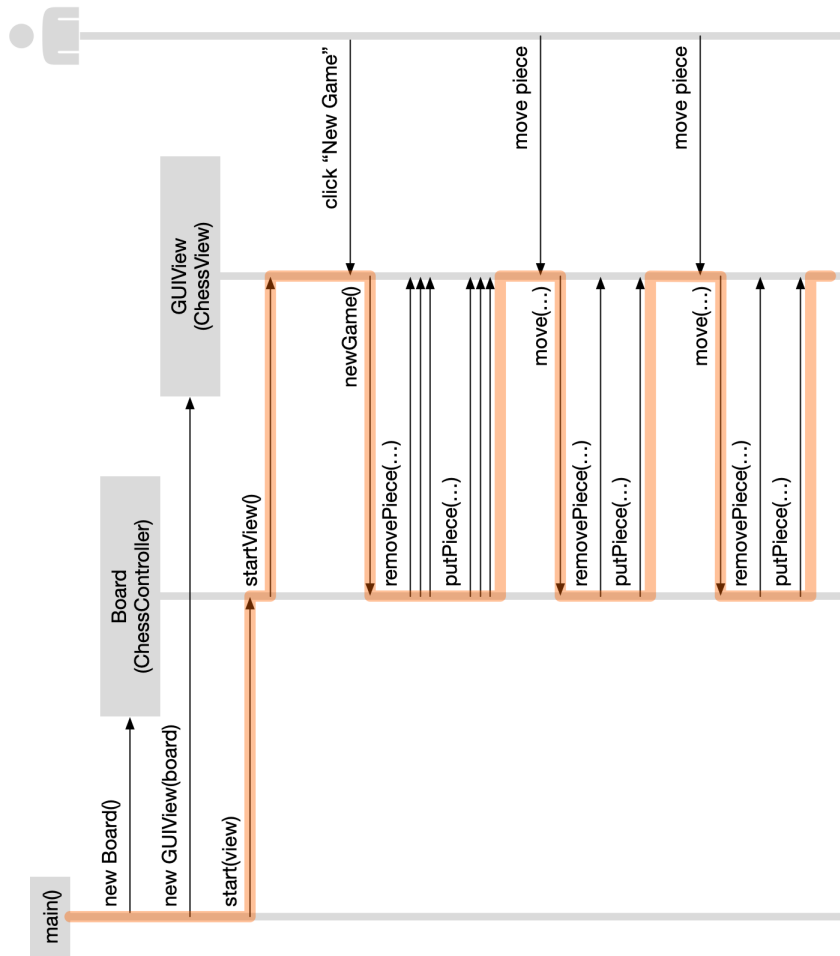 main()
Board
(ChessController)
GUIView
(ChessView)
new Board()
new GUIView(board)
start(view)
startView()
click “New Game”
newGame()
removePiece(…)
putPiece(…)
move piece
move(…)
removePiece(…)
putPiece(…)
move piece
move(…)
removePiece(…)
putPiece(…)